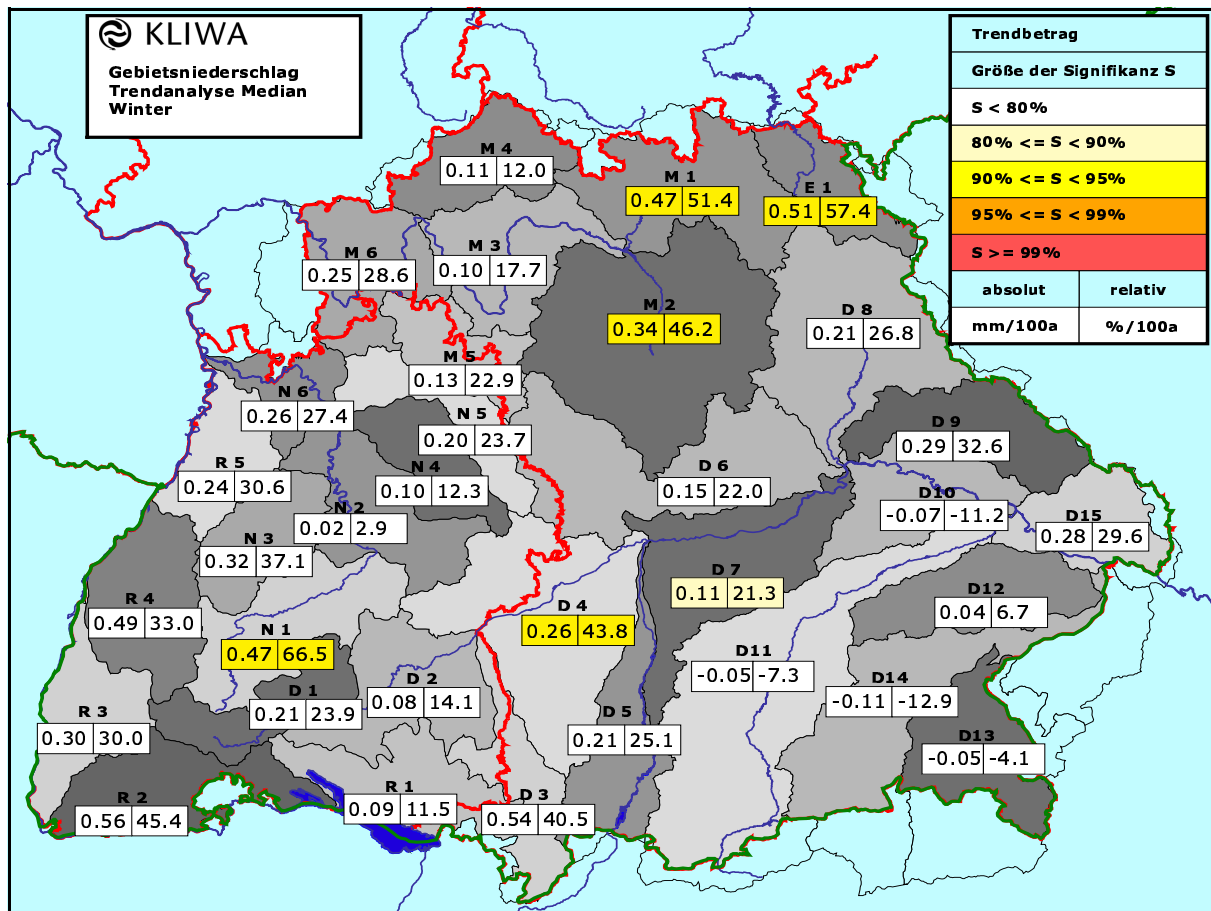 KLIWA
Gebietsniederschlag
Trendanalyse Median
Winter
Trendbetrag
Größe der Signifikanz S
S < 80%
80% <= S < 90%
90% <= S < 95%
95% <= S < 99%
S >= 99%
absolut relativ
mm/100a %/100a
M 4
0.11 12.0
M 1
0.47 51.4
E 1
0.51 57.4
M 6
0.25 28.6
M 3
0.10 17.7
M 2
0.34 46.2
D 8
0.21 26.8
M 5
0.13 22.9
N 6
0.26 27.4
N 5
0.20 23.7
D 9
0.29 32.6
R 5
0.24 30.6
N 4
0.10 12.3
D 6
0.15 22.0
D10
-0.07 -11.2
N 2
0.02 2.9
D15
0.28 29.6
N 3
0.32 37.1
D 7
0.11 21.3
D12
0.04 6.7
R 4
0.49 33.0
D 4
0.26 43.8
N 1
0.47 66.5
D11
-0.05 -7.3
D 2
0.08 14.1
D14
-0.11 -12.9
D 1
0.21 23.9
R 3
0.30 30.0
D 5
0.21 25.1
D13
-0.05 -4.1
R 2
0.56 45.4
R 1
0.09 11.5
D 3
0.54 40.5